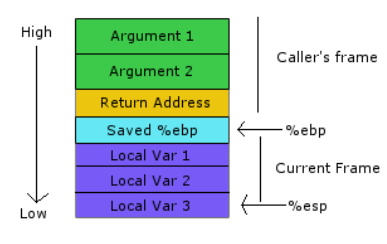 High
Argument 1
Argument 2
Return Address
Saved %ebp
Local Var 1
Local Var 2
Local Var 3
Low
Caller's frame
%ebp
Current Frame
%esp